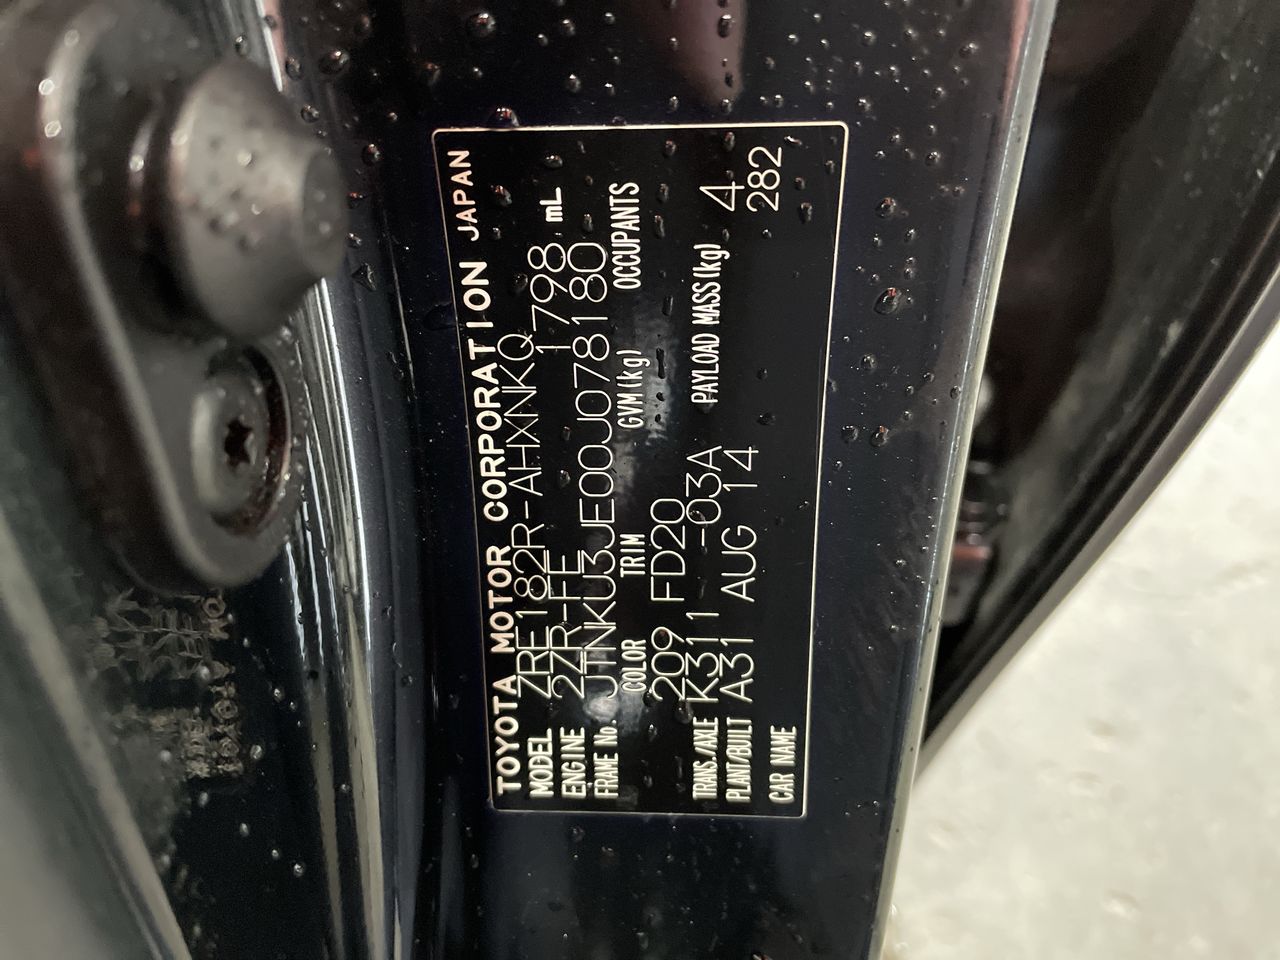 TOYOTA MOTOR CORPORATION JAPAN
MODEL ZRE182R-AHXNKQ
ENGINE 2ZR-FE 1798 mL
FRAME No. JTNKU3JE00J078180
COLOR TRIM GVM(kg) OCCUPANTS
209 FD20 - 4
TRANS./AXLE K311 -03A PAYLOAD MASS(kg) 282
PLANT/BUILT A31 AUG 14
CAR NAME